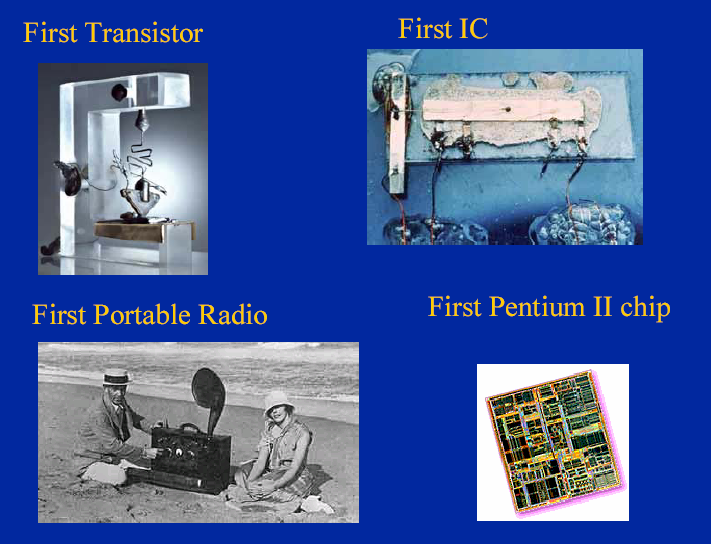 First Transistor
First IC
First Portable Radio
First Pentium II chip